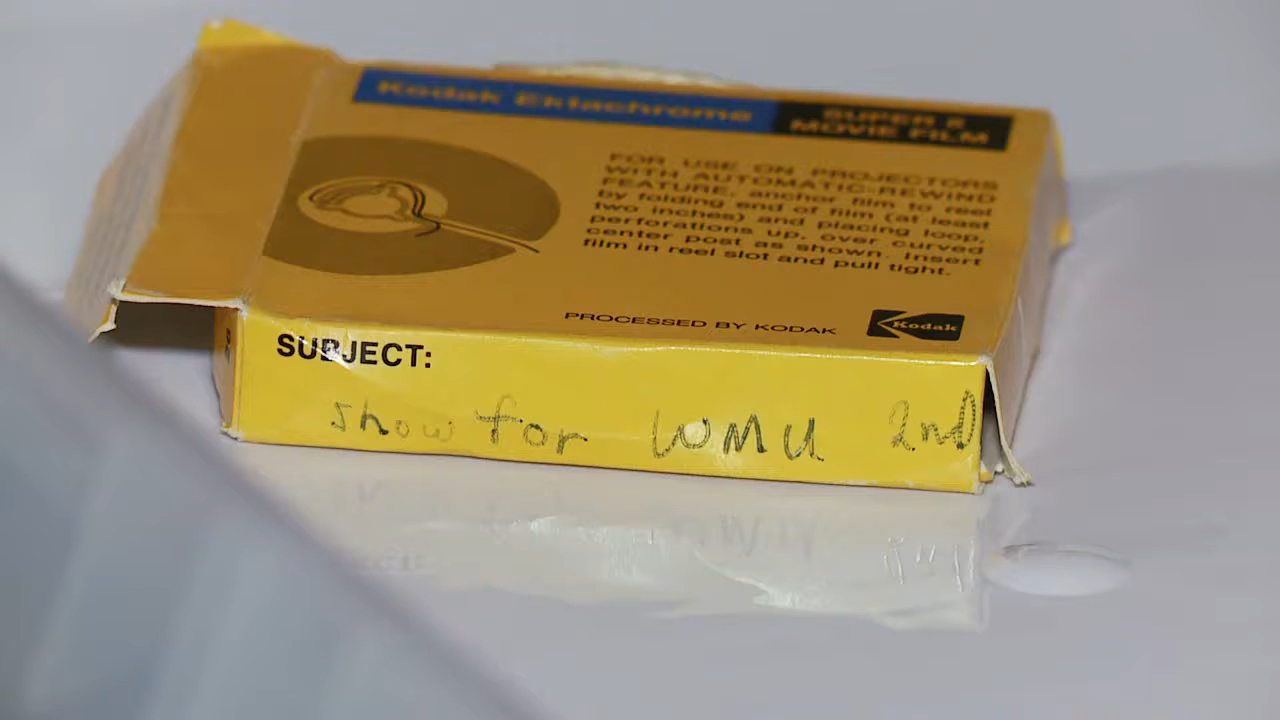 Kodak Ektachrome
SUPER 8
MOVIE FILM
FOR USE ON PROJECTORS
WITH AUTOMATIC-REWIND
FEATURE, anchor film to reel
by folding end of film (at least
two inches) and placing loop,
perforations up, over curved
center post as shown. Insert
film in reel slot and pull tight.
PROCESSED BY KODAK
Kodak
SUBJECT:
show for WMU 2nd